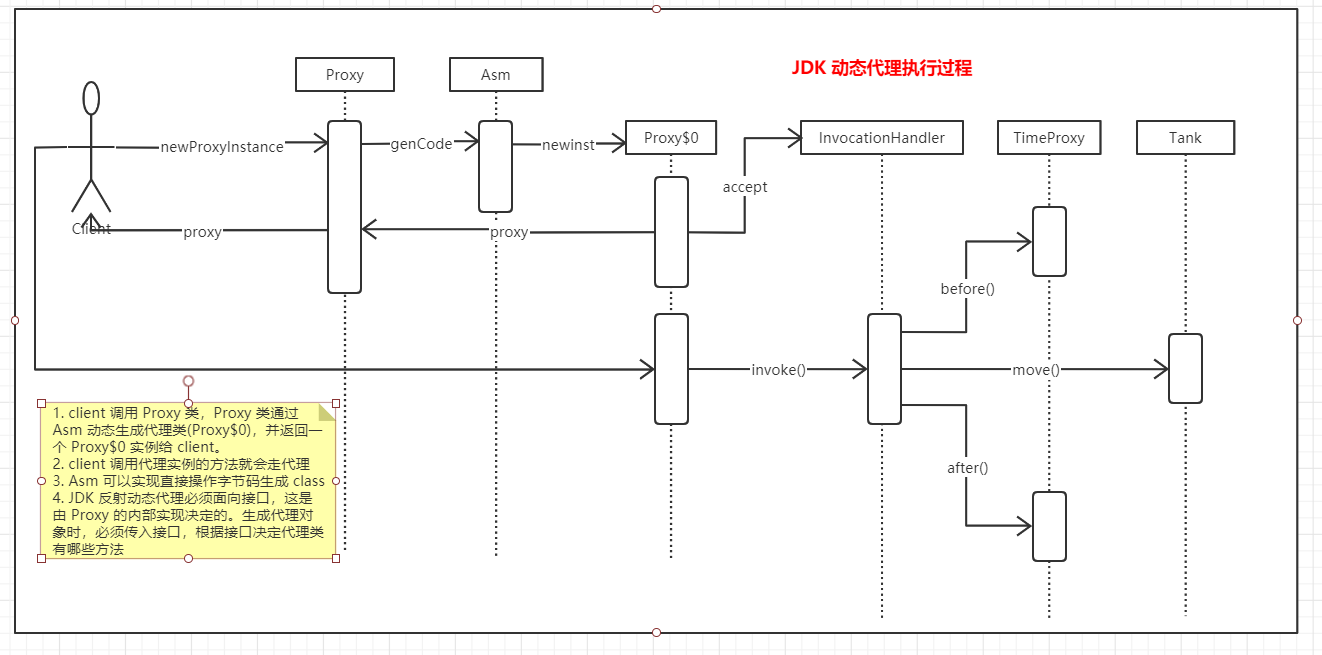 JDK 动态代理执行过程
Proxy
Asm
Proxy$0
InvocationHandler
TimeProxy
Tank
newProxyInstance
genCode
newinst
accept
Client
proxy
proxy
before()
invoke()
move()
after()
1. client 调用 Proxy 类，Proxy 类通过
Asm 动态生成代理类(Proxy$0)，并返回一
个 Proxy$0 实例给 client。
2. client 调用代理实例的方法就会走代理
3. Asm 可以实现直接操作字节码生成 class
4. JDK 反射动态代理必须面向接口，这是
由 Proxy 的内部实现决定的。生成代理对
象时，必须传入接口，根据接口决定代理类
有哪些方法